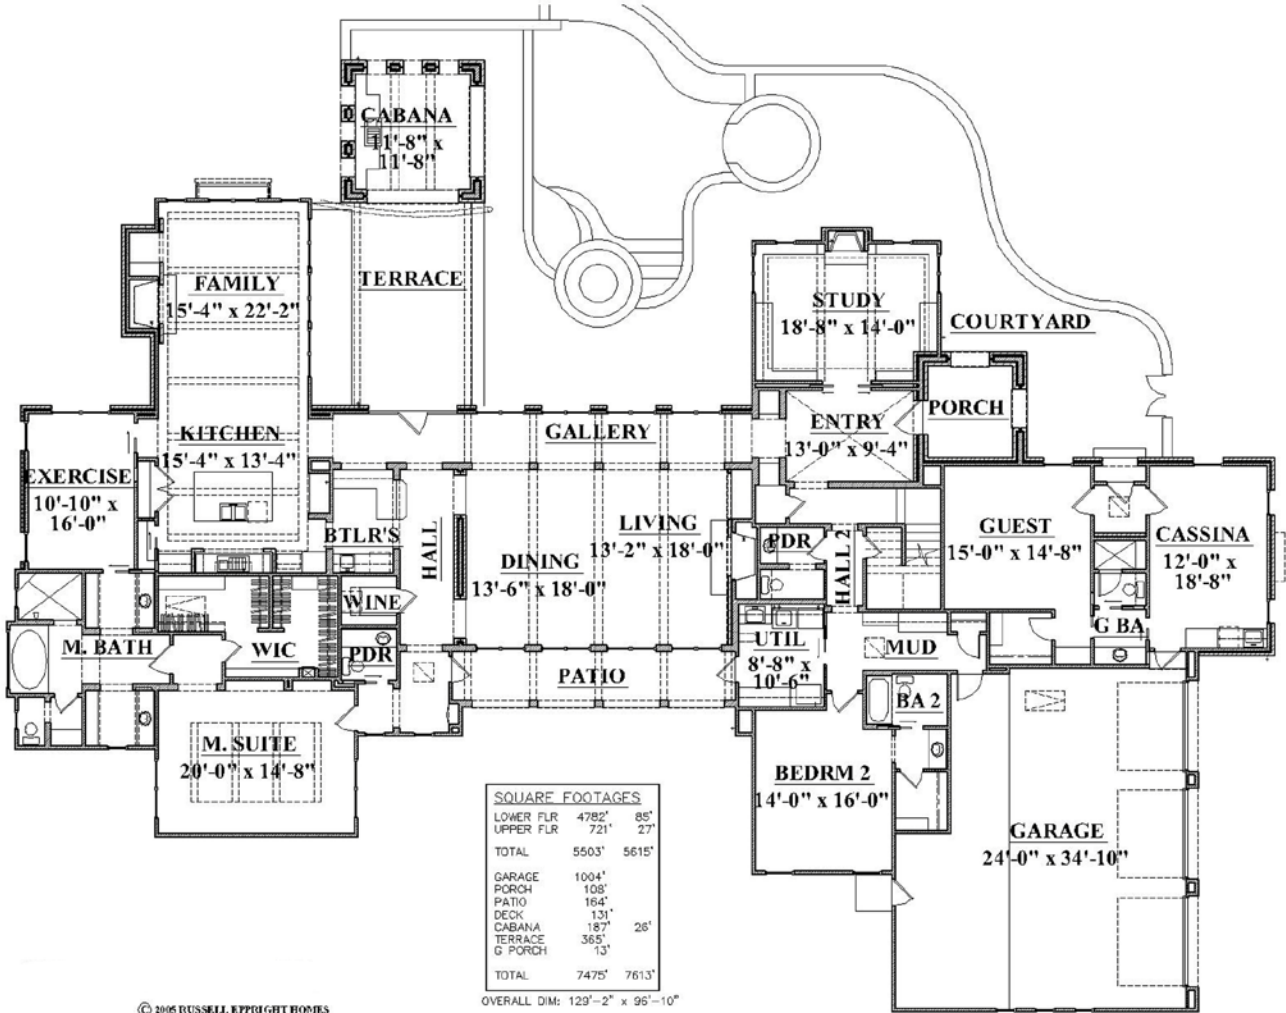 CABANA
11'-8" x
11'-8"
FAMILY
15'-4" x 22'-2"
TERRACE
STUDY
18'-8" x 14'-0"
COURTYARD
PORCH
ENTRY
13'-0" x 9'-4"
GALLERY
KITCHEN
15'-4" x 13'-4"
EXERCISE
10'-10" x
16'-0"
BTLR'S
HALL
LIVING
13'-2" x 18'-0"
DINING
13'-6" x 18'-0"
PDR
HALL 2
GUEST
15'-0" x 14'-8"
CASSINA
12'-0" x
18'-8"
WINE
G BA
M. BATH
WIC
PDR
UTIL
8'-8" x
10'-6"
MUD
PATIO
BA 2
M. SUITE
20'-0" x 14'-8"
BEDRM 2
14'-0" x 16'-0"
GARAGE
24'-0" x 34'-10"
SQUARE FOOTAGES
LOWER FLR 4782' 85'
UPPER FLR 721' 27'
TOTAL 5503' 5615'
GARAGE 1004'
PORCH 108'
PATIO 164'
DECK 131'
CABANA 187' 26'
TERRACE 365'
G PORCH 13'
TOTAL 7475' 7613'
OVERALL DIM: 129'-2" x 96'-10"
© 2005 RUSSELL EPPRIGHT HOMES